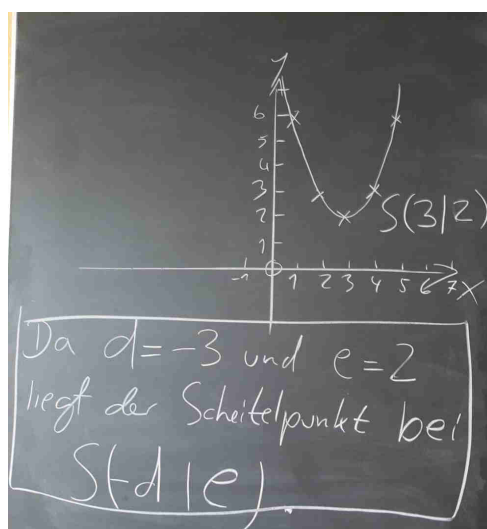 y
6
5
4
3
2
1
-1 1 2 3 4 5 6 7 x
S(3|2)
Da d=-3 und e=2
liegt der Scheitelpunkt bei
S(-d|e).